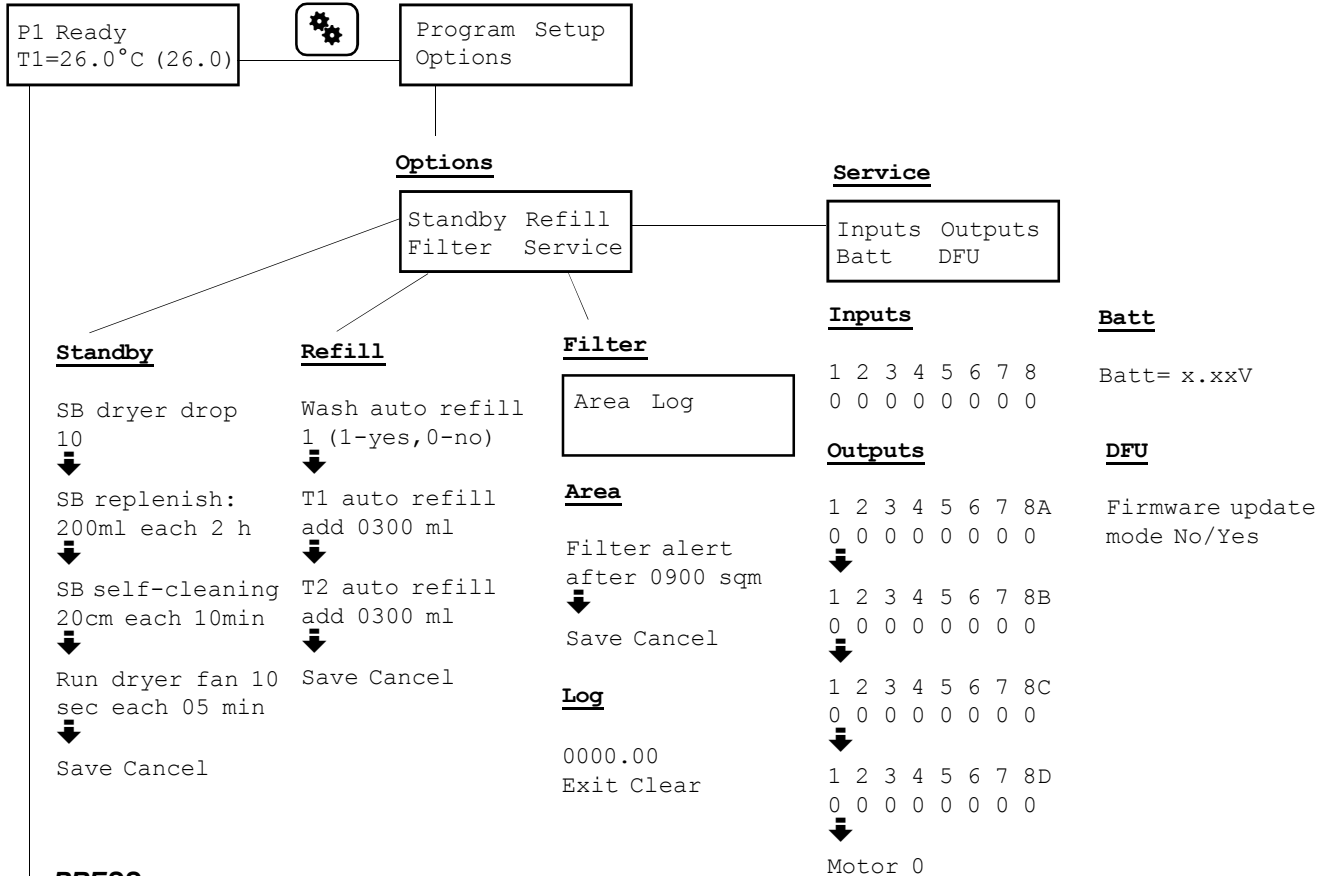 P1 Ready
T1=26.0°C (26.0)
Program Setup
Options
Options
Standby Refill
Filter Service
Service
Inputs Outputs
Batt DFU
Standby
SB dryer drop
10
SB replenish:
200ml each 2 h
SB self-cleaning
20cm each 10min
Run dryer fan 10
sec each 05 min
Save Cancel
Refill
Wash auto refill
1 (1-yes,0-no)
T1 auto refill
add 0300 ml
T2 auto refill
add 0300 ml
Save Cancel
Filter
Area Log
Area
Filter alert
after 0900 sqm
Save Cancel
Log
0000.00
Exit Clear
Inputs
1 2 3 4 5 6 7 8
0 0 0 0 0 0 0 0
Outputs
1 2 3 4 5 6 7 8A
0 0 0 0 0 0 0 0
1 2 3 4 5 6 7 8B
0 0 0 0 0 0 0 0
1 2 3 4 5 6 7 8C
0 0 0 0 0 0 0 0
1 2 3 4 5 6 7 8D
0 0 0 0 0 0 0 0
Motor 0
Batt
Batt= x.xxV
DFU
Firmware update
mode No/Yes